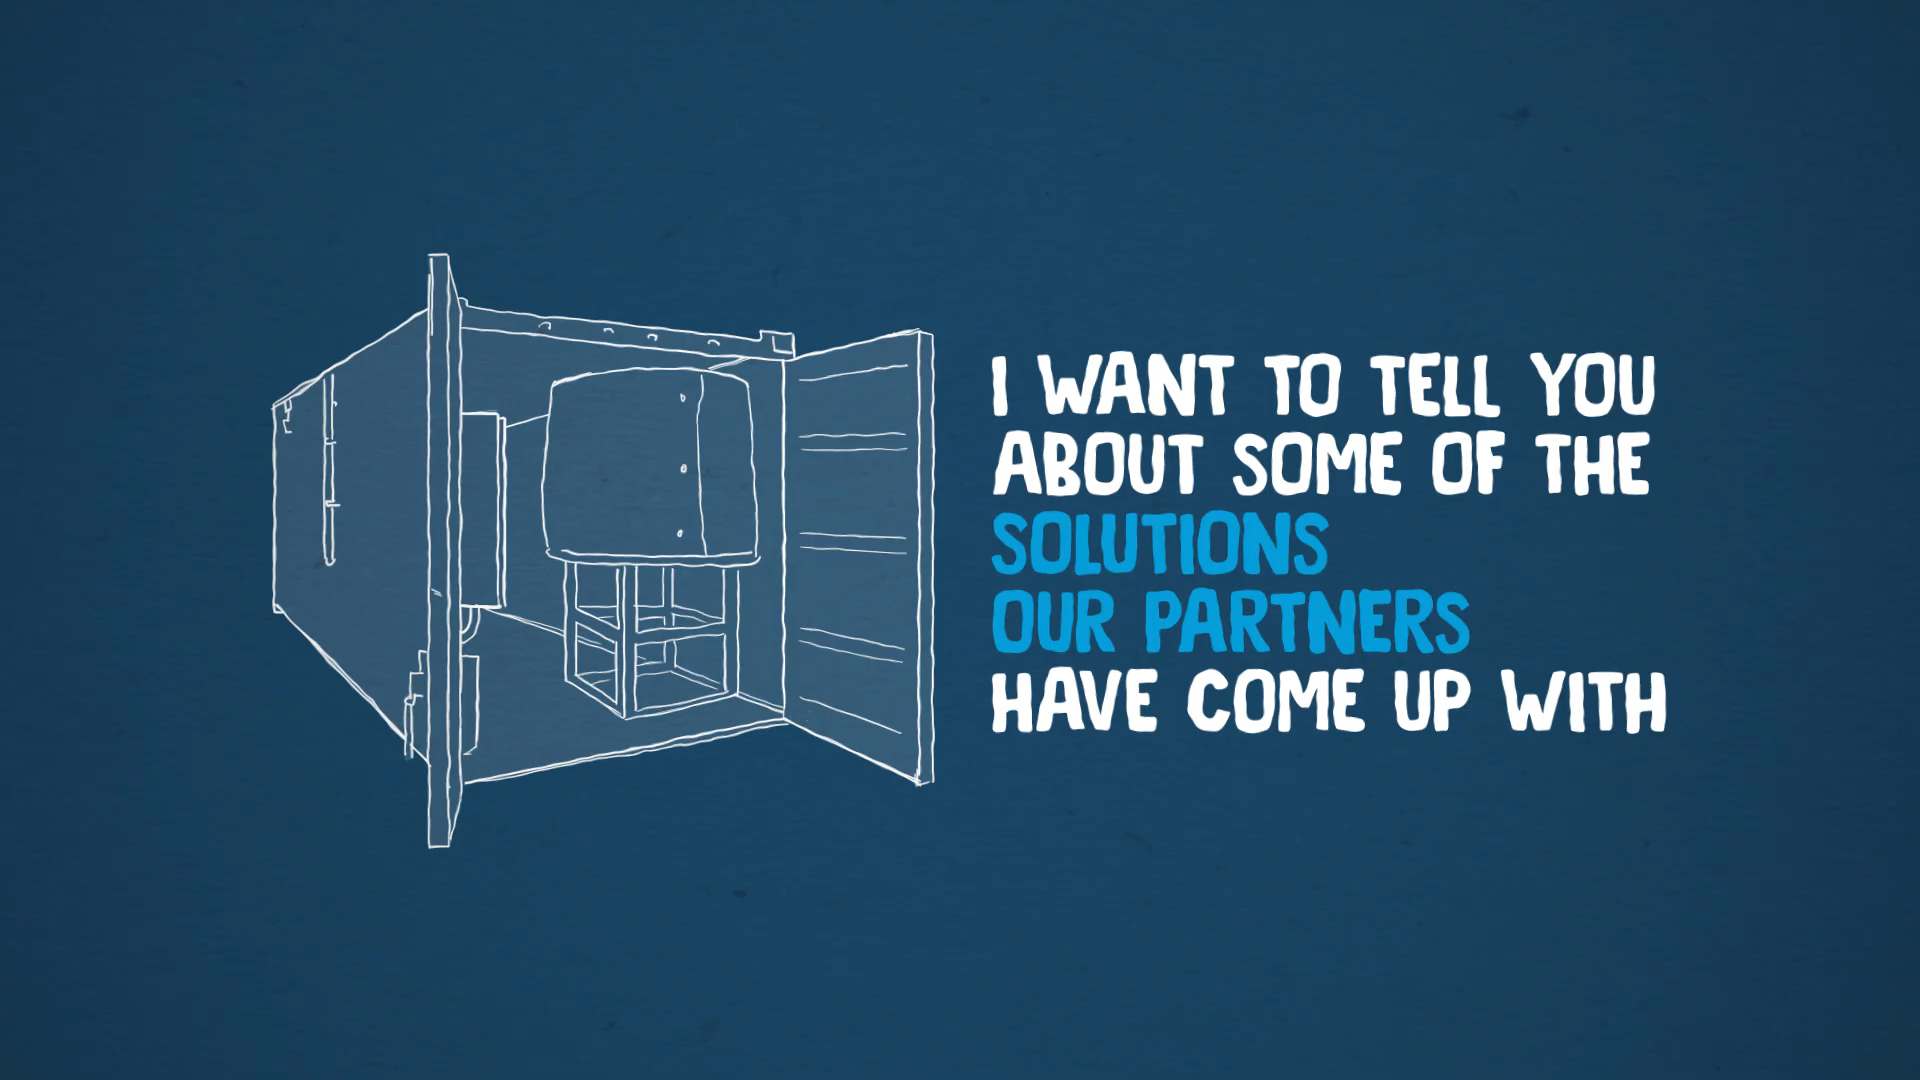 I WANT TO TELL YOU
ABOUT SOME OF THE
SOLUTIONS
OUR PARTNERS
HAVE COME UP WITH